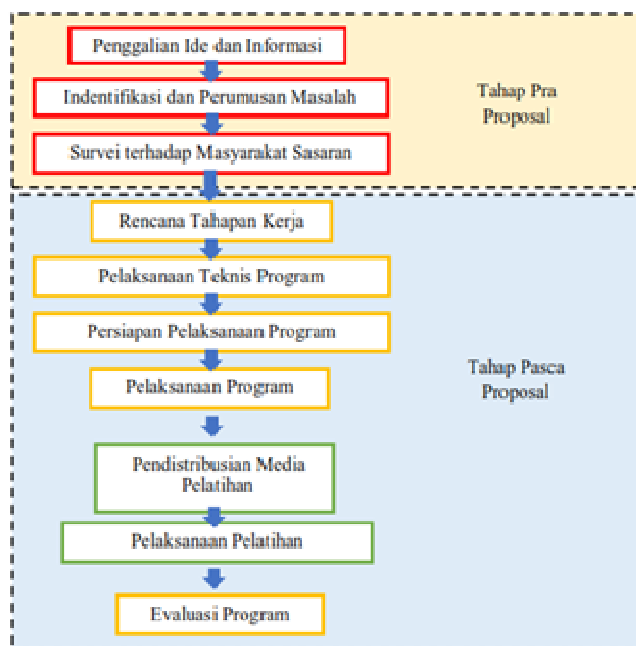 Penggalian Ide dan Informasi
Indentifikasi dan Perumusan Masalah
Tahap Pra
Proposal
Survei terhadap Masyarakat Sasaran
Rencana Tahapan Kerja
Pelaksanaan Teknis Program
Persiapan Pelaksanaan Program
Tahap Pasca
Proposal
Pelaksanaan Program
Pendistribusian Media
Pelatihan
Pelaksanaan Pelatihan
Evaluasii Program